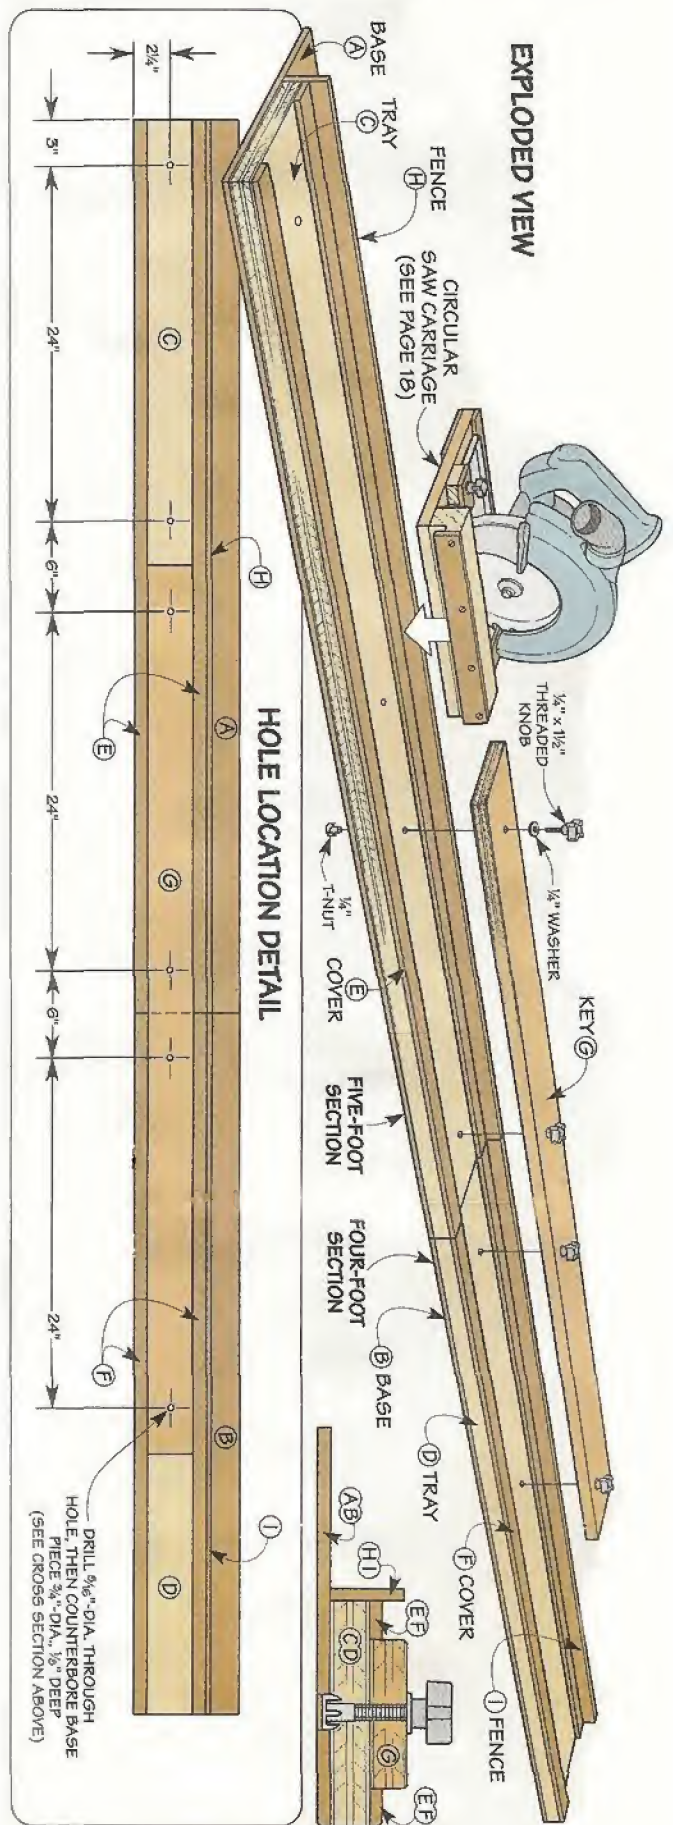 EXPLODED VIEW
BASE
A
TRAY
C
FENCE
H
CIRCULAR
SAW CARRIAGE
(SEE PAGE 18)
¼" x 1½"
THREADED
KNOB
¼" WASHER
KEY G
¼"
T-NUT
E
COVER
FIVE-FOOT
SECTION
FOUR-FOOT
SECTION
B BASE
D TRAY
F COVER
I FENCE
AB
HI
EF
CD
G
EF
HOLE LOCATION DETAIL
2¼"
3"
24"
6"
24"
6"
24"
C
H
A
E
G
F
B
I
D
DRILL 5/16"-DIA. THROUGH
HOLE, THEN COUNTERBORE BASE
PIECE ¾"-DIA., ⅛" DEEP
(SEE CROSS SECTION ABOVE)